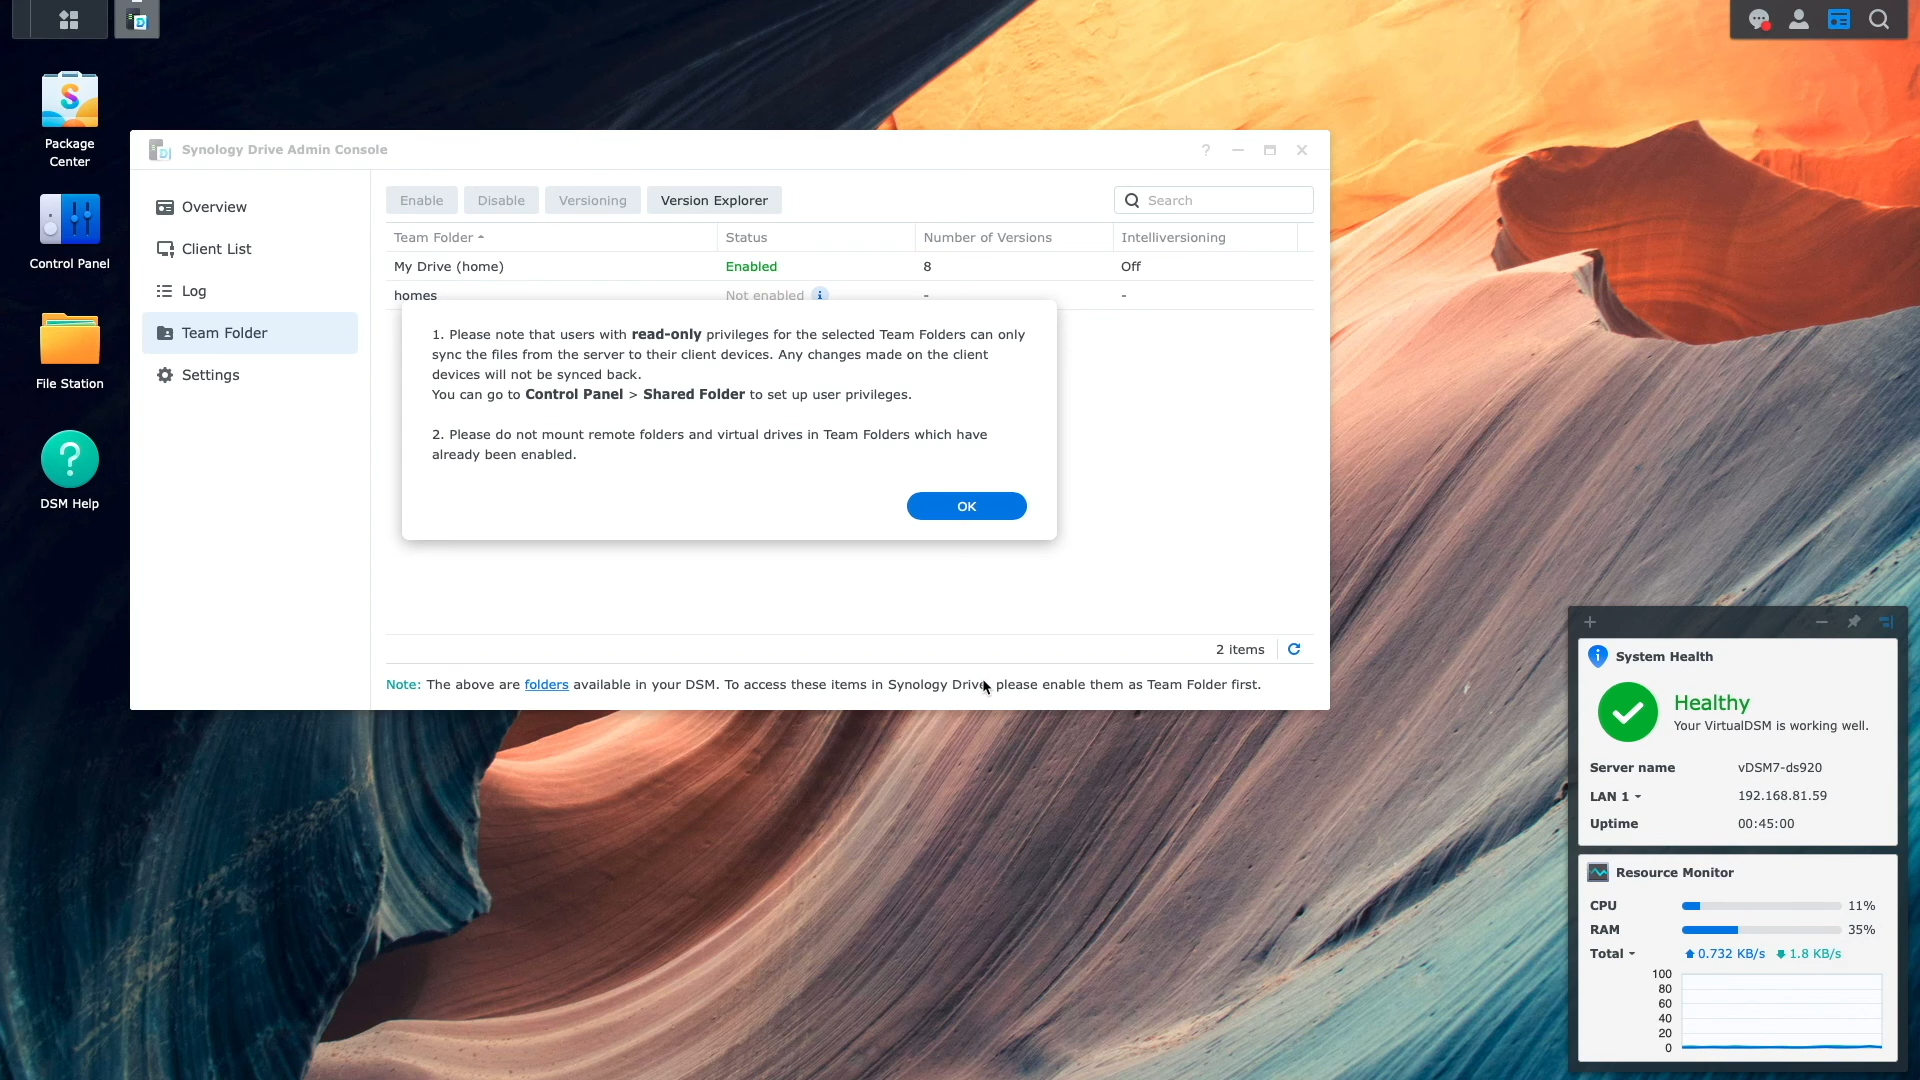 Package
Center
Control Panel
File Station
DSM Help
Synology Drive Admin Console
Overview
Client List
Log
Team Folder
Settings
Enable
Disable
Versioning
Version Explorer
Search
Team Folder
Status
Number of Versions
Intelliversioning
My Drive (home)
Enabled
8
Off
homes
Not enabled
-
-
1. Please note that users with read-only privileges for the selected Team Folders can only
sync the files from the server to their client devices. Any changes made on the client
devices will not be synced back.
You can go to Control Panel > Shared Folder to set up user privileges.
2. Please do not mount remote folders and virtual drives in Team Folders which have
already been enabled.
OK
2 items
Note: The above are folders available in your DSM. To access these items in Synology Drive, please enable them as Team Folder first.
System Health
Healthy
Your VirtualDSM is working well.
Server name
vDSM7-ds920
LAN 1
192.168.81.59
Uptime
00:45:00
Resource Monitor
CPU
11%
RAM
35%
Total
0.732 KB/s
1.8 KB/s
100
80
60
40
20
0